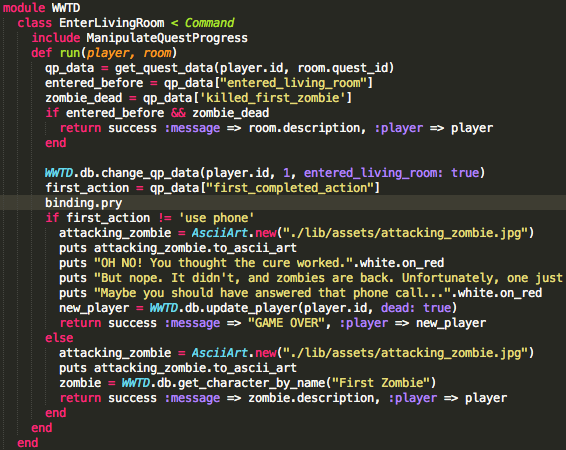 module WWTD
  class EnterLivingRoom < Command
    include ManipulateQuestProgress
    def run(player, room)
      qp_data = get_quest_data(player.id, room.quest_id)
      entered_before = qp_data["entered_living_room"]
      zombie_dead = qp_data['killed_first_zombie']
      if entered_before && zombie_dead
        return success :message => room.description, :player => player
      end

      WWTD.db.change_qp_data(player.id, 1, entered_living_room: true)
      first_action = qp_data["first_completed_action"]
      binding.pry
      if first_action != 'use phone'
        attacking_zombie = AsciiArt.new("./lib/assets/attacking_zombie.jpg")
        puts attacking_zombie.to_ascii_art
        puts "OH NO! You thought the cure worked.".white.on_red
        puts "But nope. It didn't, and zombies are back. Unfortunately, one just
        puts "Maybe you should have answered that phone call...".white.on_red
        new_player = WWTD.db.update_player(player.id, dead: true)
        return success :message => "GAME OVER", :player => new_player
      else
        attacking_zombie = AsciiArt.new("./lib/assets/attacking_zombie.jpg")
        puts attacking_zombie.to_ascii_art
        zombie = WWTD.db.get_character_by_name("First Zombie")
        return success :message => zombie.description, :player => player
      end
    end
  end